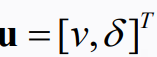 u = [v, δ]^T